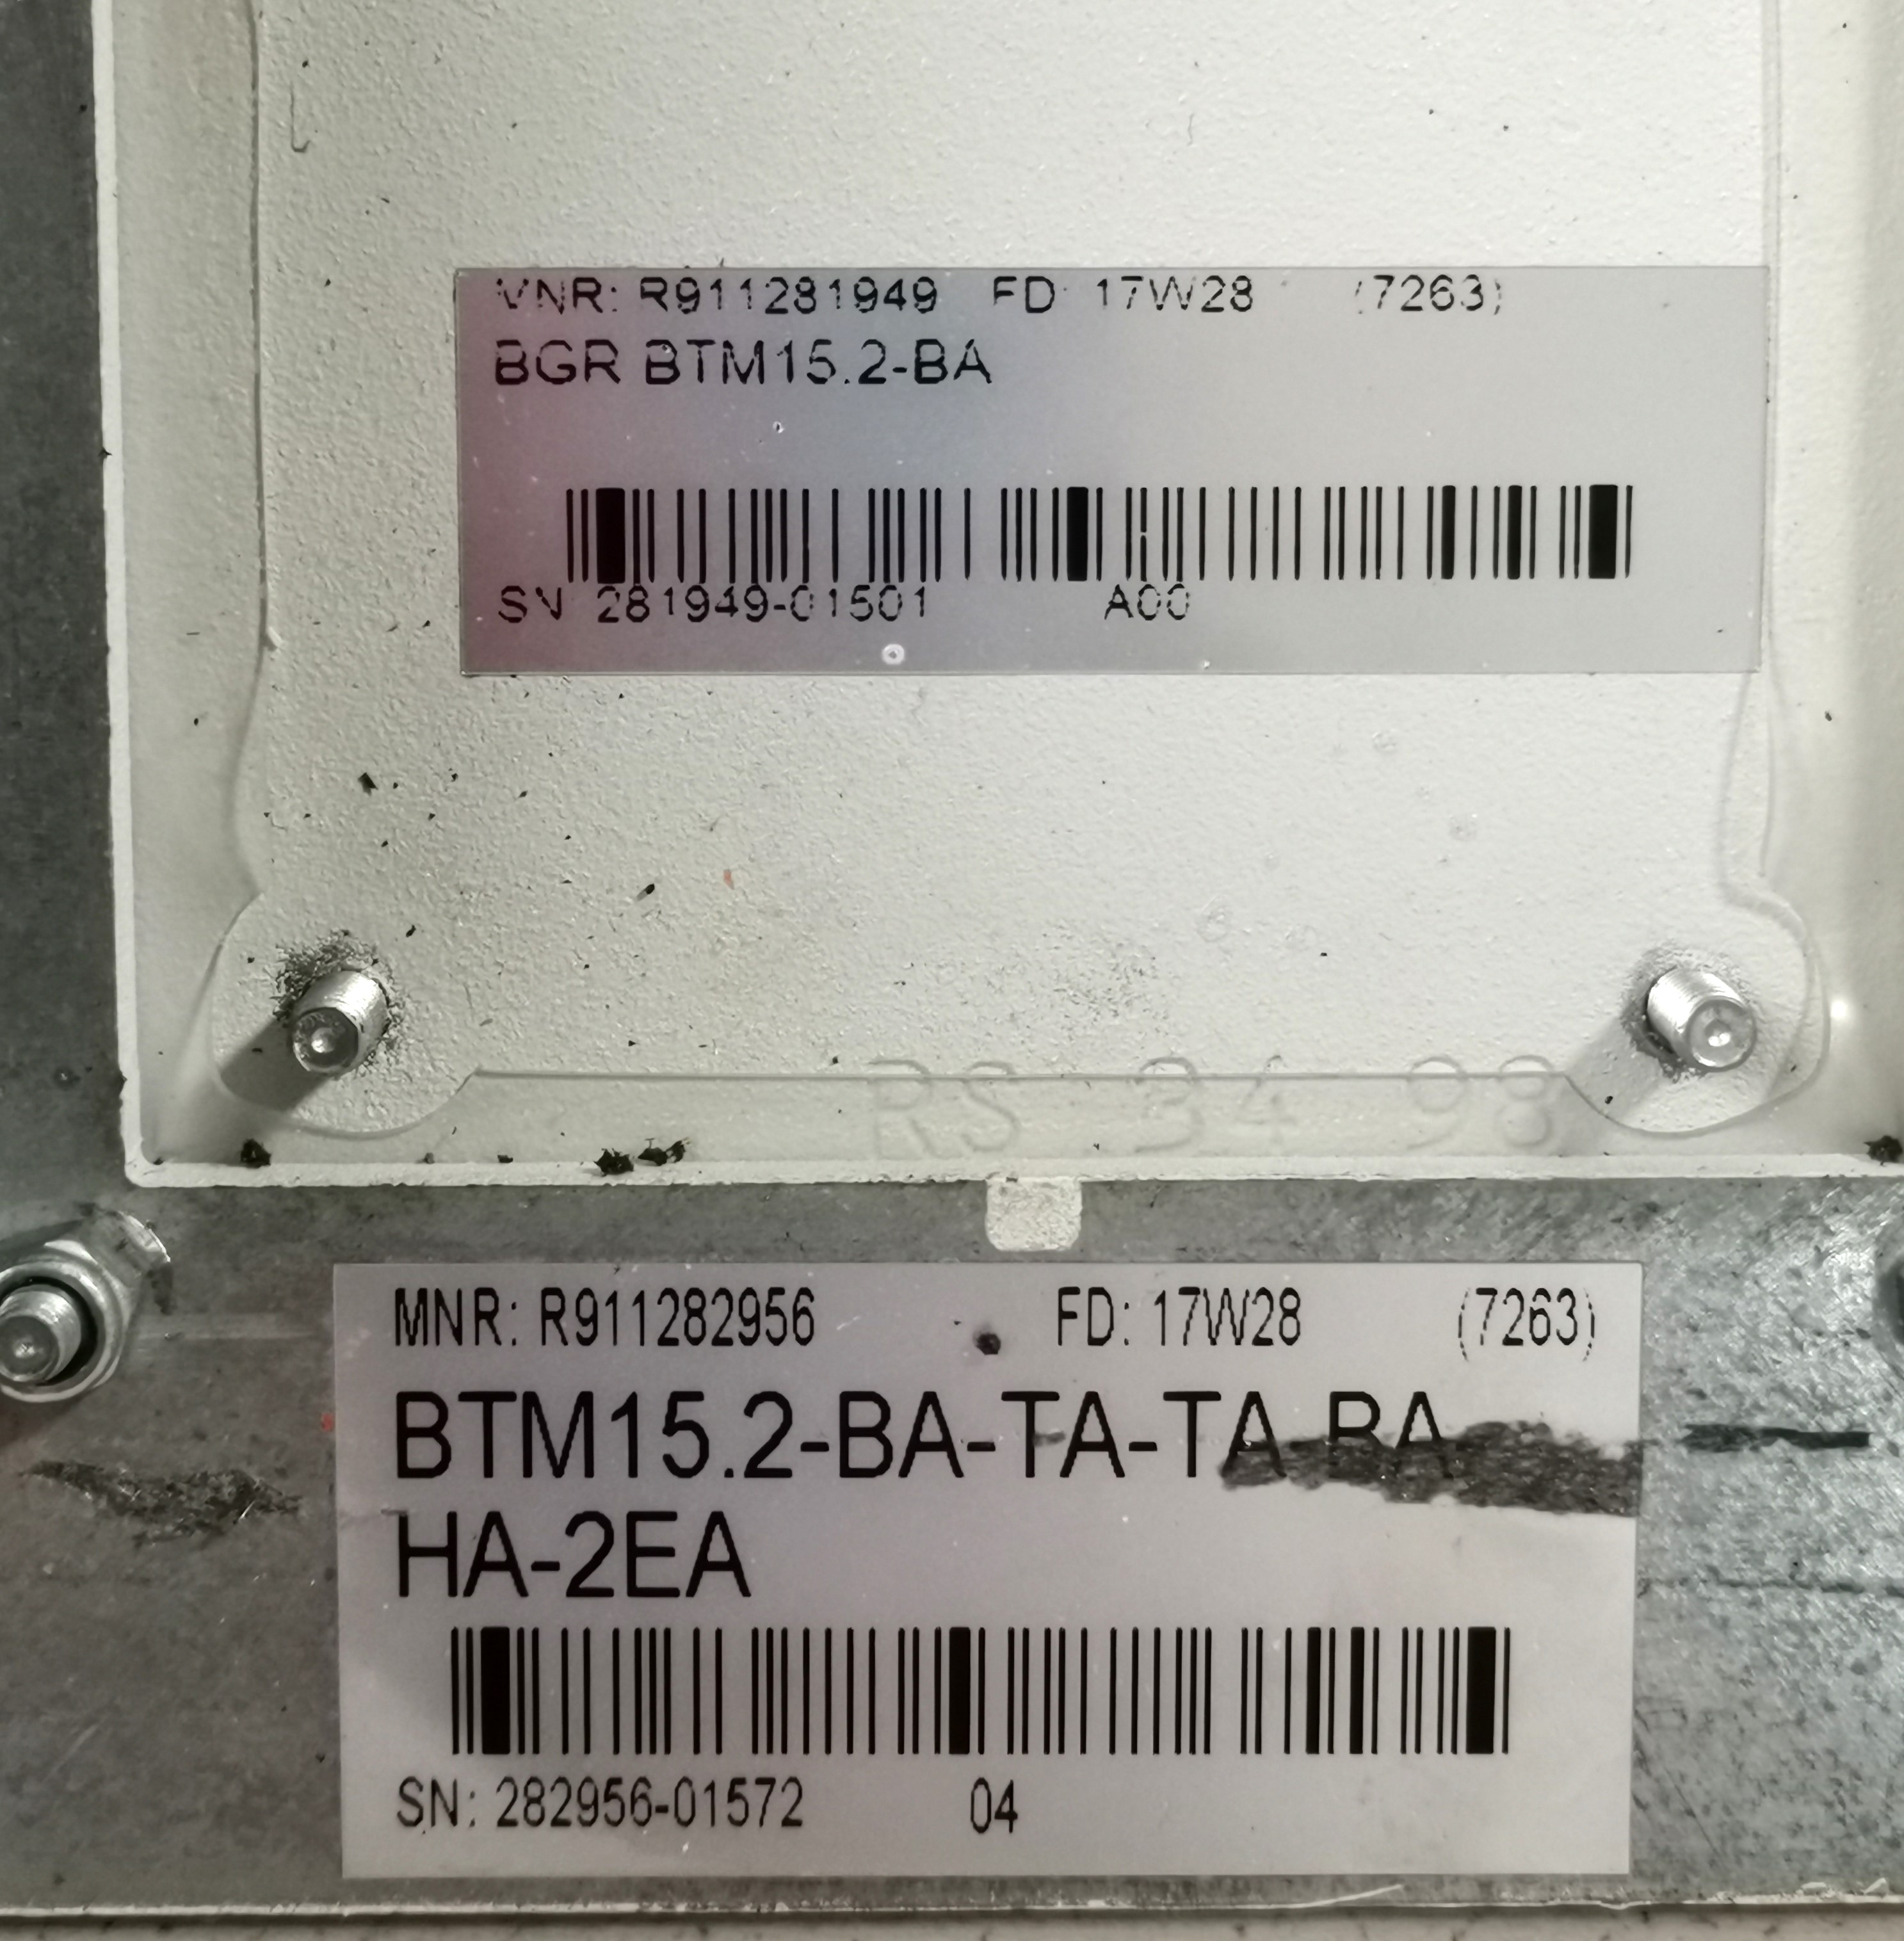 MNR: R911281949 FD: 17W28 (7263)
BGR BTM15.2-BA
SN: 281949-01501 A00
RS 34 98
MNR: R911282956 FD: 17W28 (7263)
BTM15.2-BA-TA-TA-BA-
HA-2EA
SN: 282956-01572 04